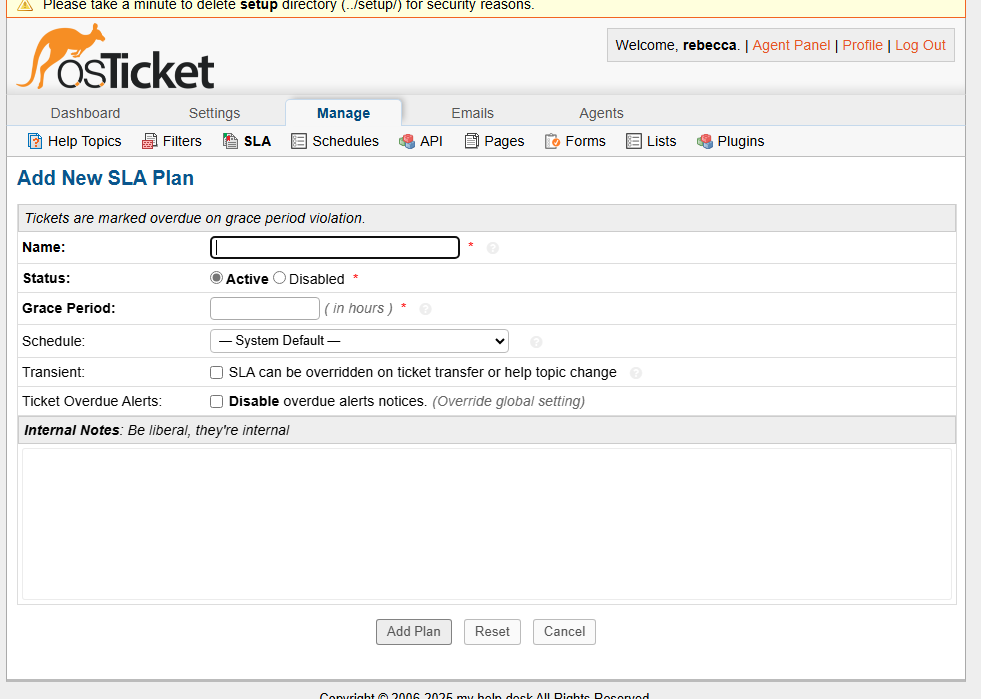 Please take a minute to delete setup directory (../setup/) for security reasons.
osTicket
Welcome, rebecca. | Agent Panel | Profile | Log Out
Dashboard Settings Manage Emails Agents
Help Topics Filters SLA Schedules API Pages Forms Lists Plugins
Add New SLA Plan
Tickets are marked overdue on grace period violation.
Name: * ?
Status: Active Disabled *
Grace Period: ( in hours ) * ?
Schedule: — System Default — ?
Transient: SLA can be overridden on ticket transfer or help topic change ?
Ticket Overdue Alerts: Disable overdue alerts notices. (Override global setting)
Internal Notes: Be liberal, they're internal
Add Plan Reset Cancel
Copyright © 2006-2025 my help desk All Rights Reserved.